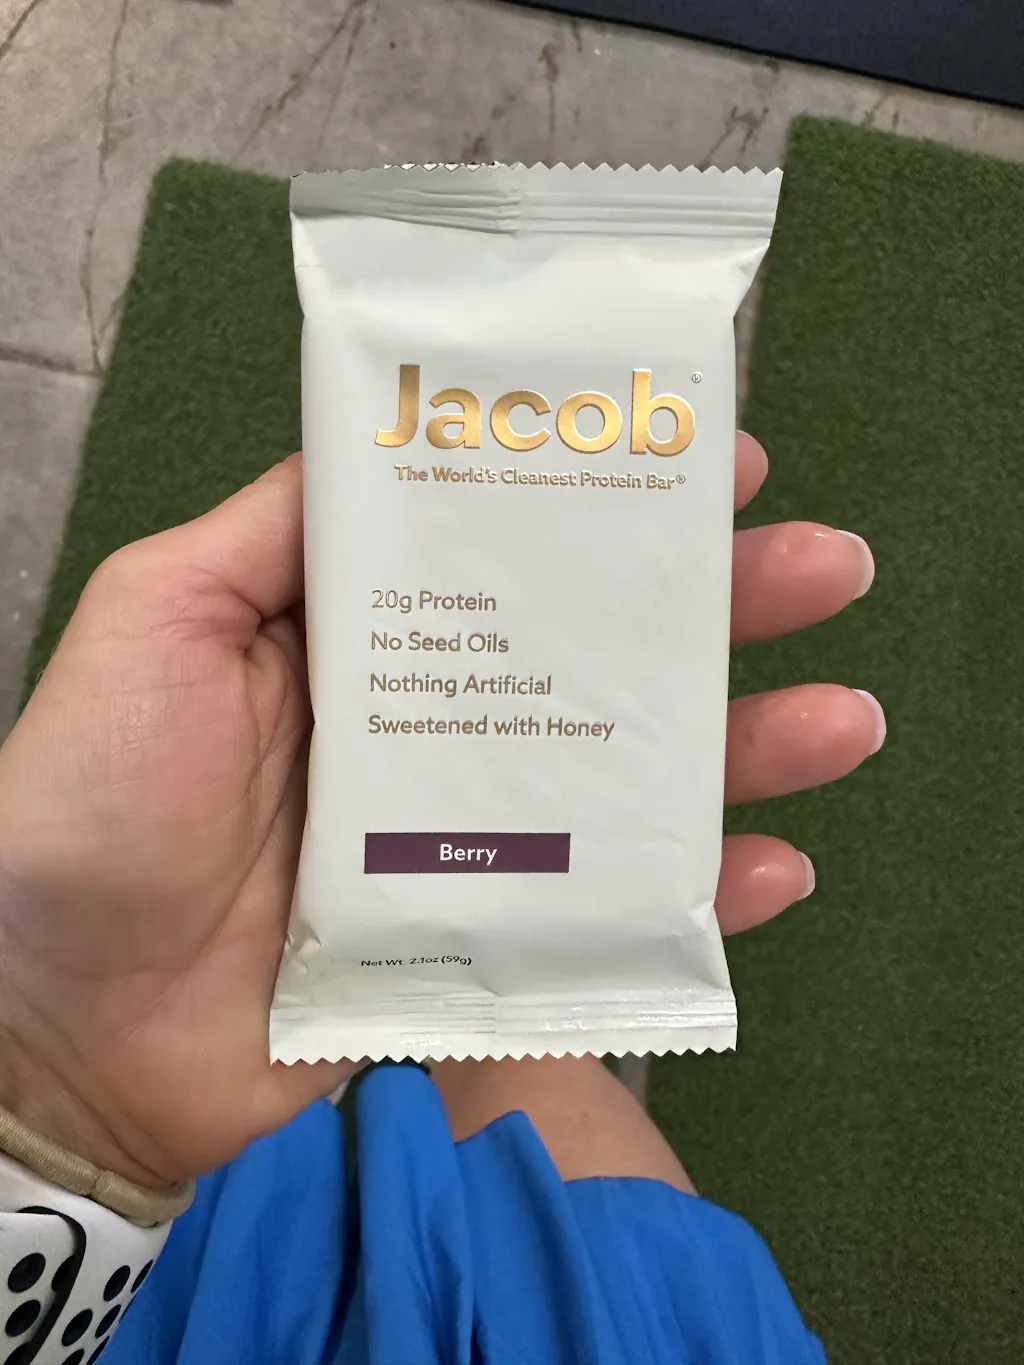 Jacob®
The World's Cleanest Protein Bar®
20g Protein
No Seed Oils
Nothing Artificial
Sweetened with Honey
Berry
Net Wt. 2.1oz (59g)